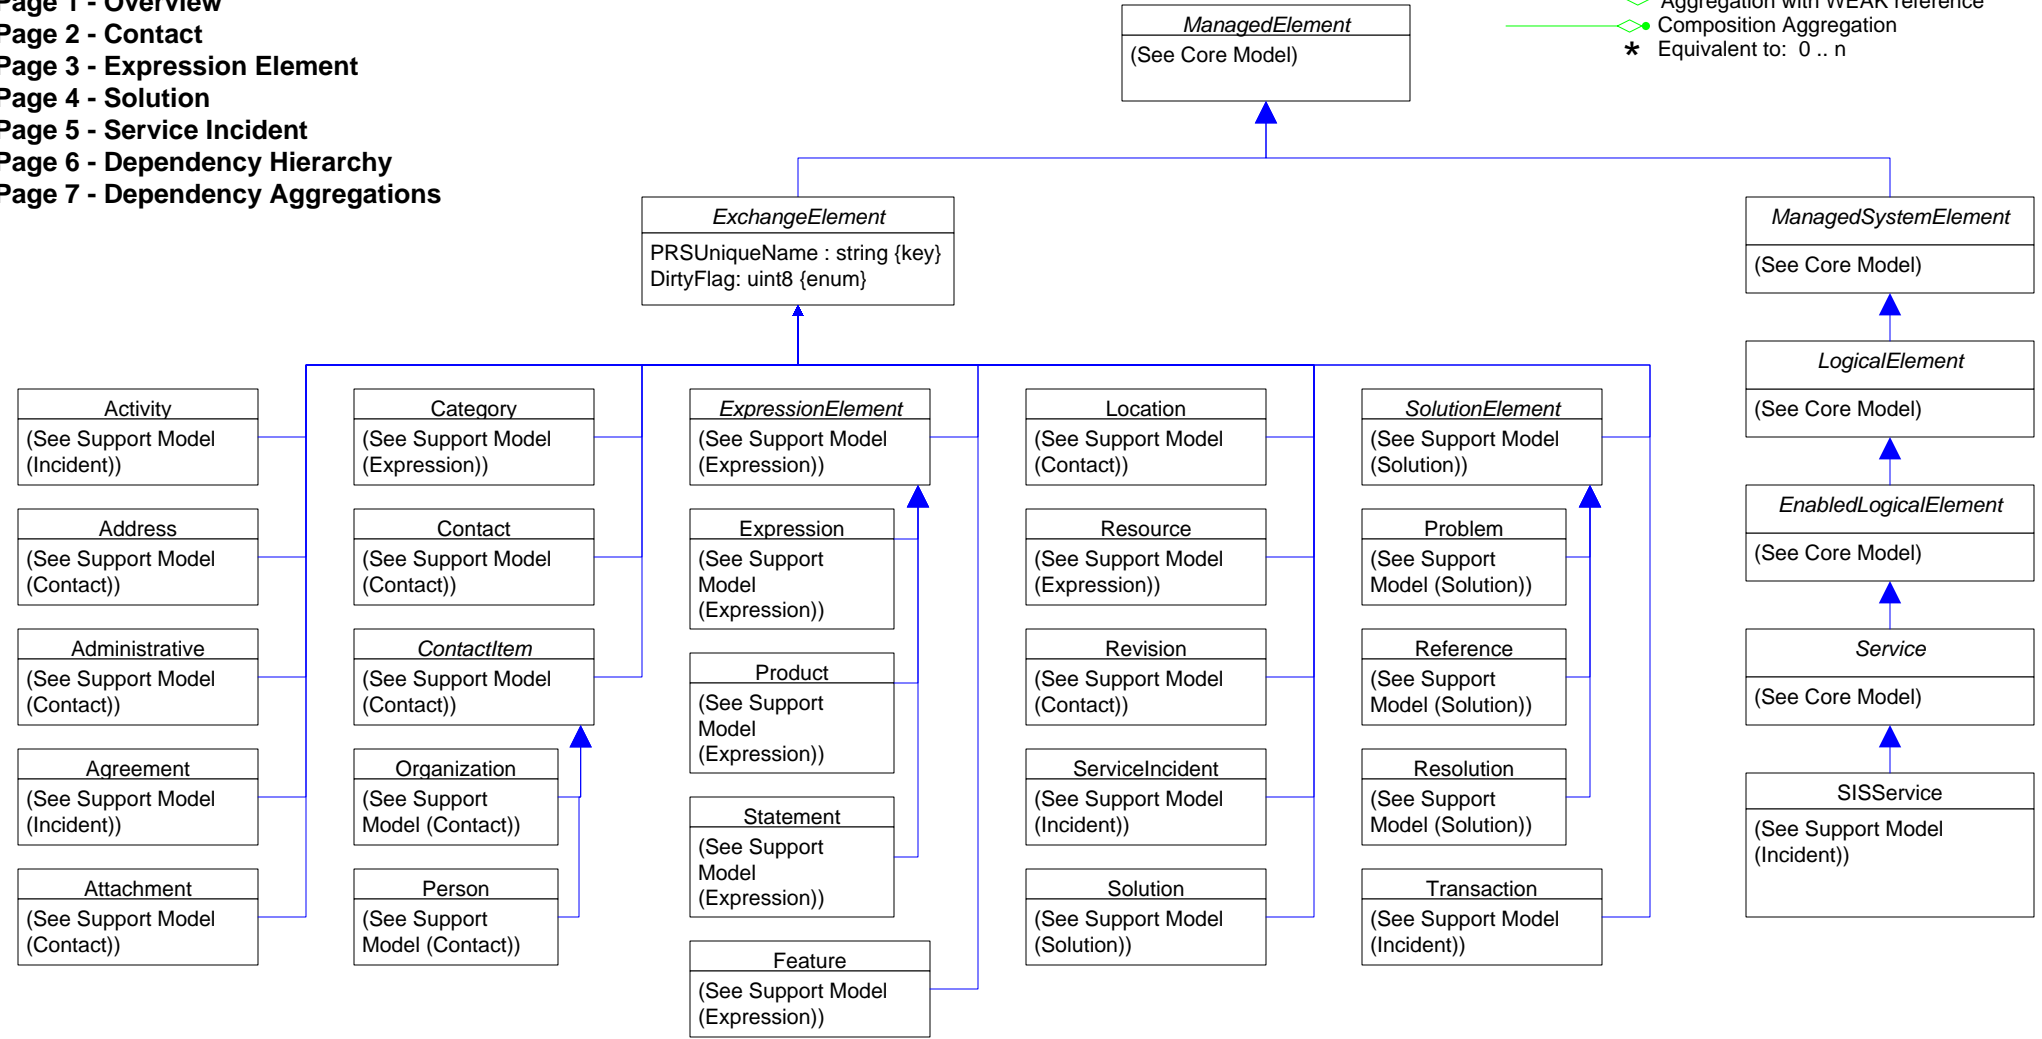 Page 1 - Overview
Page 2 - Contact
Page 3 - Expression Element
Page 4 - Solution
Page 5 - Service Incident
Page 6 - Dependency Hierarchy
Page 7 - Dependency Aggregations
Aggregation with WEAK reference
Composition Aggregation
* Equivalent to: 0 .. n
ManagedElement
(See Core Model)
ExchangeElement
PRSUniqueName : string {key}
DirtyFlag: uint8 {enum}
ManagedSystemElement
(See Core Model)
LogicalElement
(See Core Model)
EnabledLogicalElement
(See Core Model)
Service
(See Core Model)
SISService
(See Support Model
(Incident))
Activity
(See Support Model
(Incident))
Address
(See Support Model
(Contact))
Administrative
(See Support Model
(Contact))
Agreement
(See Support Model
(Incident))
Attachment
(See Support Model
(Contact))
Category
(See Support Model
(Expression))
Contact
(See Support Model
(Contact))
ContactItem
(See Support Model
(Contact))
Organization
(See Support
Model (Contact))
Person
(See Support
Model (Contact))
ExpressionElement
(See Support Model
(Expression))
Expression
(See Support
Model
(Expression))
Product
(See Support
Model
(Expression))
Statement
(See Support
Model
(Expression))
Feature
(See Support Model
(Expression))
Location
(See Support Model
(Contact))
Resource
(See Support Model
(Expression))
Revision
(See Support Model
(Contact))
ServiceIncident
(See Support Model
(Incident))
Solution
(See Support Model
(Solution))
SolutionElement
(See Support Model
(Solution))
Problem
(See Support
Model (Solution))
Reference
(See Support
Model (Solution))
Resolution
(See Support
Model (Solution))
Transaction
(See Support Model
(Incident))